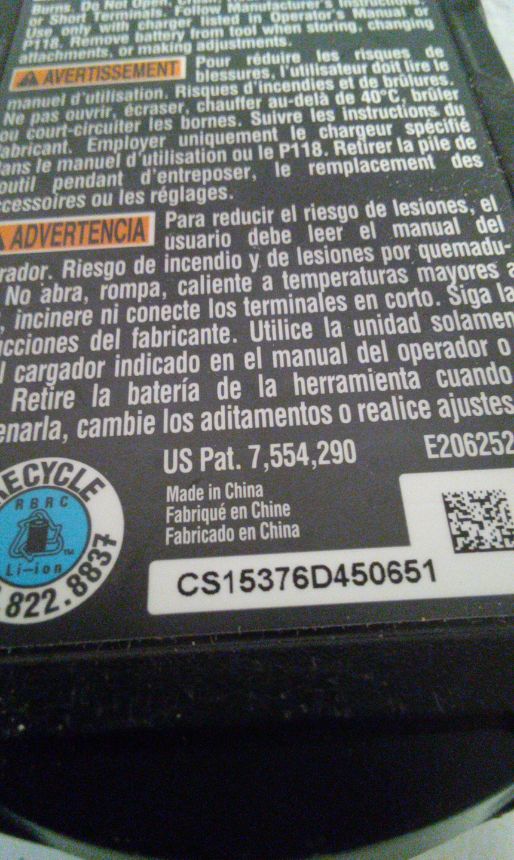 or Short Terminals. Follow Manufacturer's Instructions.
Use only with charger listed in Operator's Manual or
P118. Remove battery from tool when storing, changing
attachments, or making adjustments.
AVERTISSEMENT Pour réduire les risques de
blessures, l'utilisateur doit lire le
manuel d'utilisation. Risques d'incendies et de brûlures.
Ne pas ouvrir, écraser, chauffer au-delà de 40°C, brûler
ou court-circuiter les bornes. Suivre les instructions du
fabricant. Employer uniquement le chargeur spécifié
dans le manuel d'utilisation ou le P118. Retirer la pile de
outil pendant d'entreposer, le remplacement des
ccessoires ou les réglages.
ADVERTENCIA Para reducir el riesgo de lesiones, el
usuario debe leer el manual del
rador. Riesgo de incendio y de lesiones por quemadu-
No abra, rompa, caliente a temperaturas mayores a
, incinere ni conecte los terminales en corto. Siga la
ucciones del fabricante. Utilice la unidad solamen
l cargador indicado en el manual del operador o
Retire la batería de la herramienta cuando
enarla, cambie los aditamentos o realice ajustes
US Pat. 7,554,290 E206252
Made in China
Fabriqué en Chine
Fabricado en China
RECYCLE
RBRC
Li-ion
TM
.822.8837
CS15376D450651